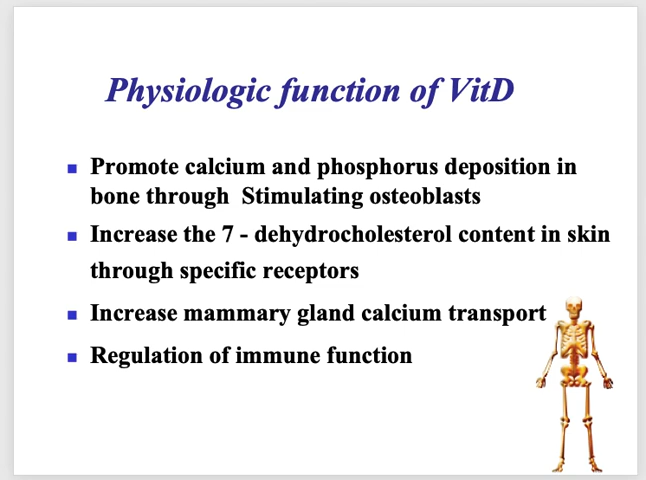 Physiologic function of VitD
Promote calcium and phosphorus deposition in
bone through  Stimulating osteoblasts
Increase the 7 - dehydrocholesterol content in skin
through specific receptors
Increase mammary gland calcium transport
Regulation of immune function